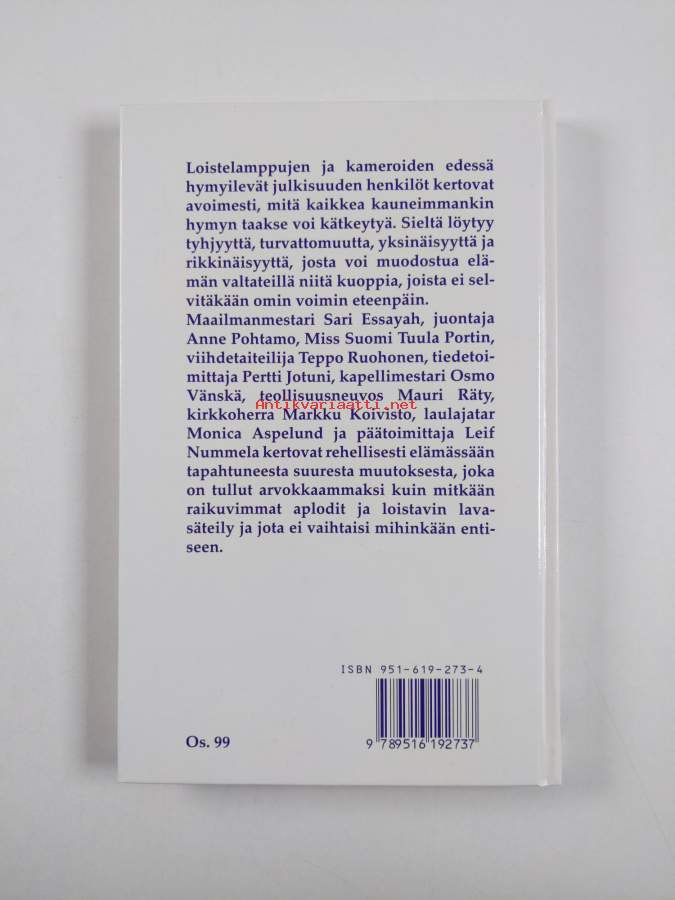 Loistelamppujen ja kameroiden edessä
hymyilevät julkisuuden henkilöt kertovat
avoimesti, mitä kaikkea kauneimmankin
hymyn taakse voi kätkeytyä. Sieltä löytyy
tyhjyyttä, turvattomuutta, yksinäisyyttä ja
rikkinäisyyttä, josta voi muodostua elä-
män valtateillä niitä kuoppia, joista ei sel-
vitäkään omin voimin eteenpäin.
Maailmanmestari Sari Essayah, juontaja
Anne Pohtamo, Miss Suomi Tuula Portin,
viihdetaiteilija Teppo Ruohonen, tiedetoi-
mittaja Pertti Jotuni, kapellimestari Osmo
Vänskä, teollisuusneuvos Mauri Räty,
Antikvariaatti.net
kirkkoherra Markku Koivisto, laulajatar
Monica Aspelund ja päätoimittaja Leif
Nummela kertovat rehellisesti elämässään
tapahtuneesta suuresta muutoksesta, joka
on tullut arvokkaammaksi kuin mitkään
raikuvimmat aplodit ja loistavin lava-
säteily ja jota ei vaihtaisi mihinkään enti-
seen.
ISBN 951-619-273-4
9 789516 192737
Os. 99